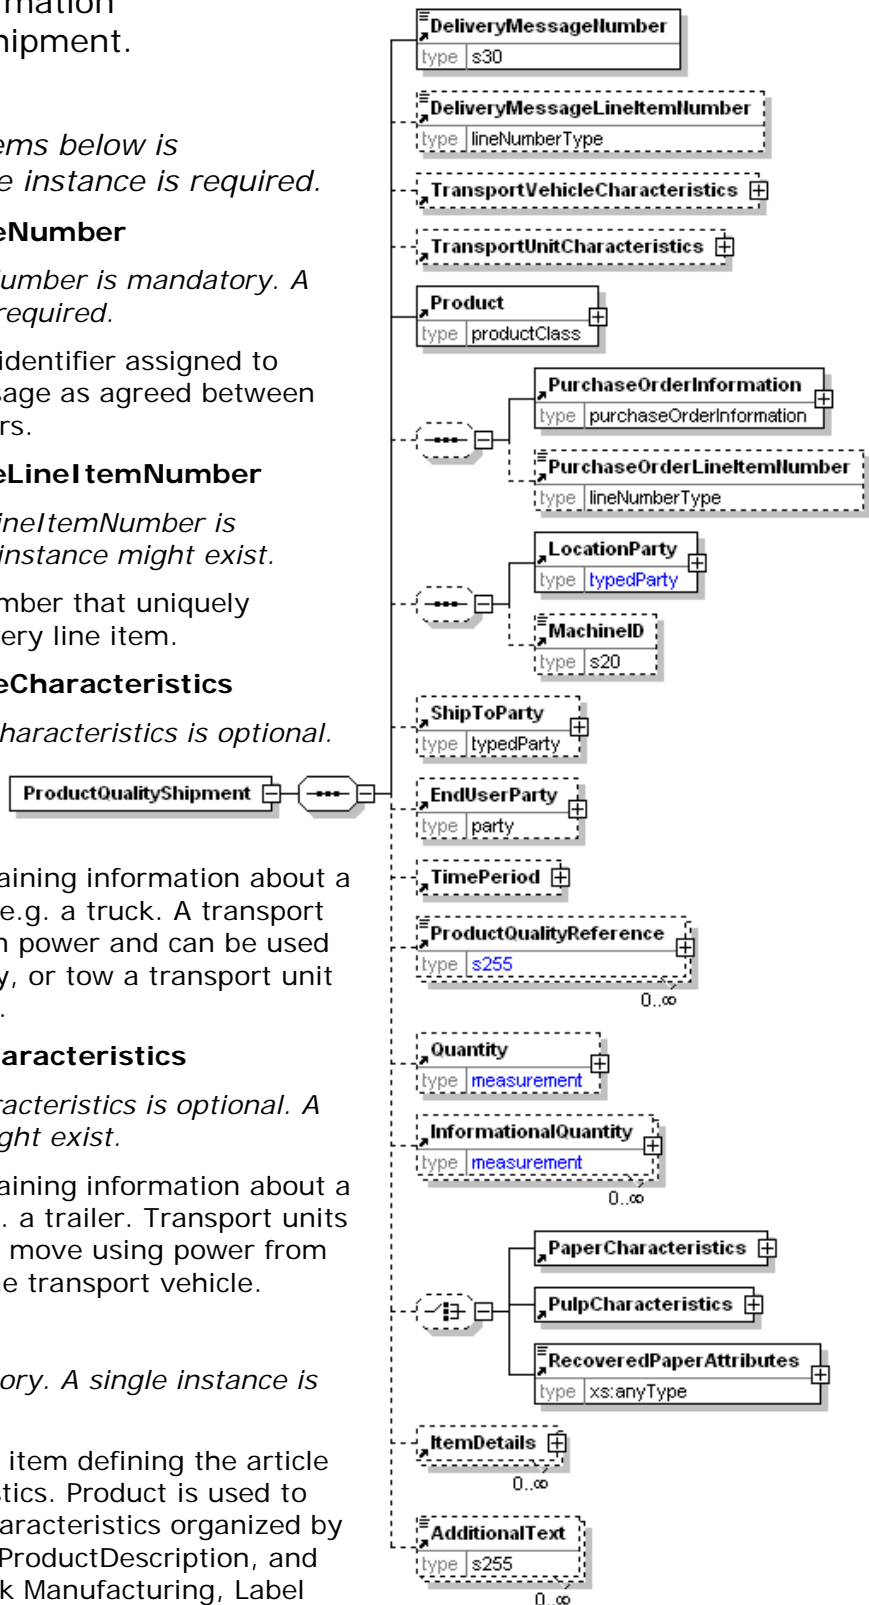 rmation
hipment.
ems below is
e instance is required.
eNumber
umber is mandatory. A
required.
identifier assigned to
sage as agreed between
rs.
eLineItemNumber
ineItemNumber is
instance might exist.
mber that uniquely
ery line item.
eCharacteristics
haracteristics is optional.
aining information about a
e.g. a truck. A transport
n power and can be used
y, or tow a transport unit
.
aracteristics
racteristics is optional. A
ght exist.
aining information about a
. a trailer. Transport units
move using power from
e transport vehicle.
ory. A single instance is
item defining the article
stics. Product is used to
aracteristics organized by
ProductDescription, and
k Manufacturing, Label
ProductQualityShipment
DeliveryMessageNumber
type s30
DeliveryMessageLineItemNumber
type lineNumberType
TransportVehicleCharacteristics
TransportUnitCharacteristics
Product
type productClass
PurchaseOrderInformation
type purchaseOrderInformation
PurchaseOrderLineItemNumber
type lineNumberType
LocationParty
type typedParty
MachineID
type s20
ShipToParty
type typedParty
EndUserParty
type party
TimePeriod
ProductQualityReference
type s255
0..∞
Quantity
type measurement
InformationalQuantity
type measurement
0..∞
PaperCharacteristics
PulpCharacteristics
RecoveredPaperAttributes
type xs:anyType
ItemDetails
0..∞
AdditionalText
type s255
0..∞